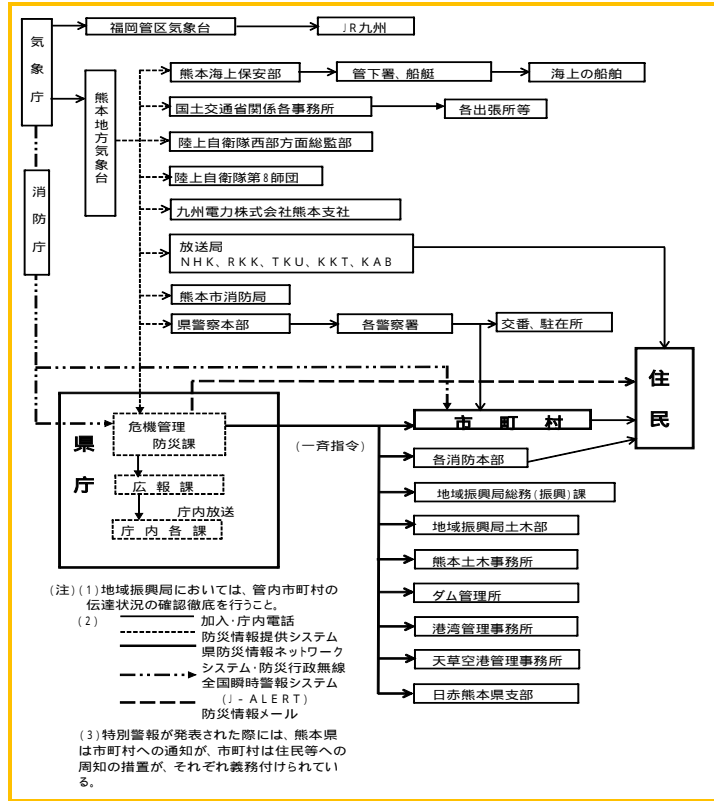 気象庁
福岡管区気象台
JR九州
熊本地方気象台
熊本海上保安部
管下署、船艇
海上の船舶
国土交通省関係各事務所
各出張所等
陸上自衛隊西部方面総監部
消防庁
陸上自衛隊第8師団
九州電力株式会社熊本支社
放送局
NHK、RKK、TKU、KKT、KAB
熊本市消防局
県警察本部
各警察署
交番、駐在所
住民
県庁
危機管理
防災課
(一斉指令)
市町村
各消防本部
広報課
地域振興局総務(振興)課
庁内放送
庁内各課
地域振興局土木部
熊本土木事務所
ダム管理所
港湾管理事務所
天草空港管理事務所
日赤熊本県支部
(注)(1)地域振興局においては、管内市町村の
伝達状況の確認徹底を行うこと。
(2) 加入・庁内電話
防災情報提供システム
県防災情報ネットワーク
システム・防災行政無線
全国瞬時警報システム
(J-ALERT)
防災情報メール
(3)特別警報が発表された際には、熊本県
は市町村への通知が、市町村は住民等への
周知の措置が、それぞれ義務付けられてい
る。